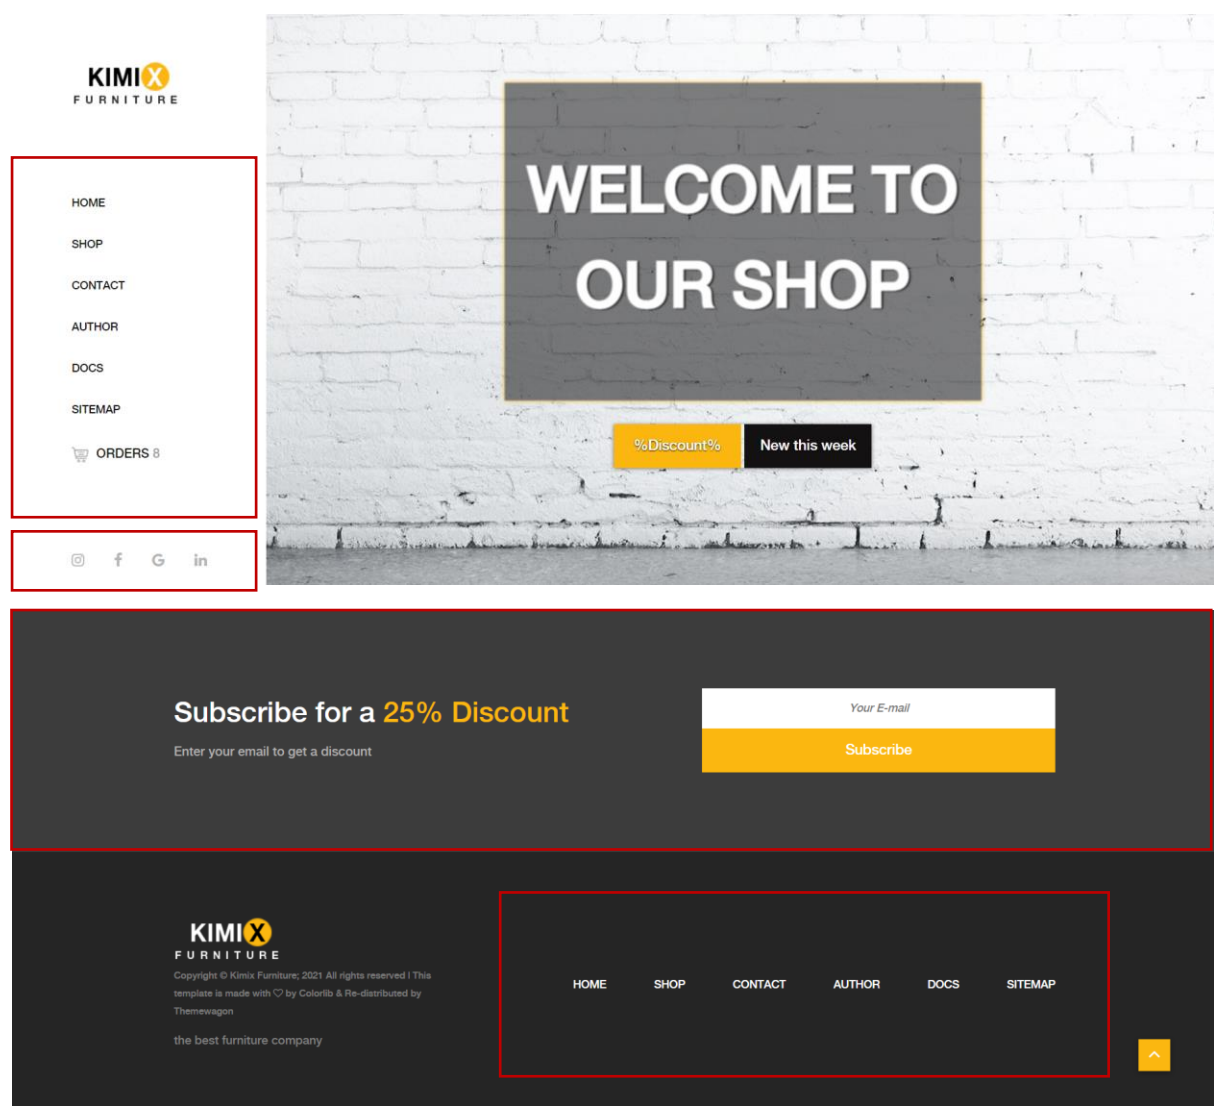 KIMIX
FURNITURE
HOME
SHOP
CONTACT
AUTHOR
DOCS
SITEMAP
ORDERS 8
WELCOME TO
OUR SHOP
%Discount%
New this week
Subscribe for a 25% Discount
Enter your email to get a discount
Your E-mail
Subscribe
KIMIX
FURNITURE
Copyright © Kimix Furniture; 2021 All rights reserved | This
template is made with ♡ by Colorlib & Re-distributed by
Themewagon
the best furniture company
HOME SHOP CONTACT AUTHOR DOCS SITEMAP